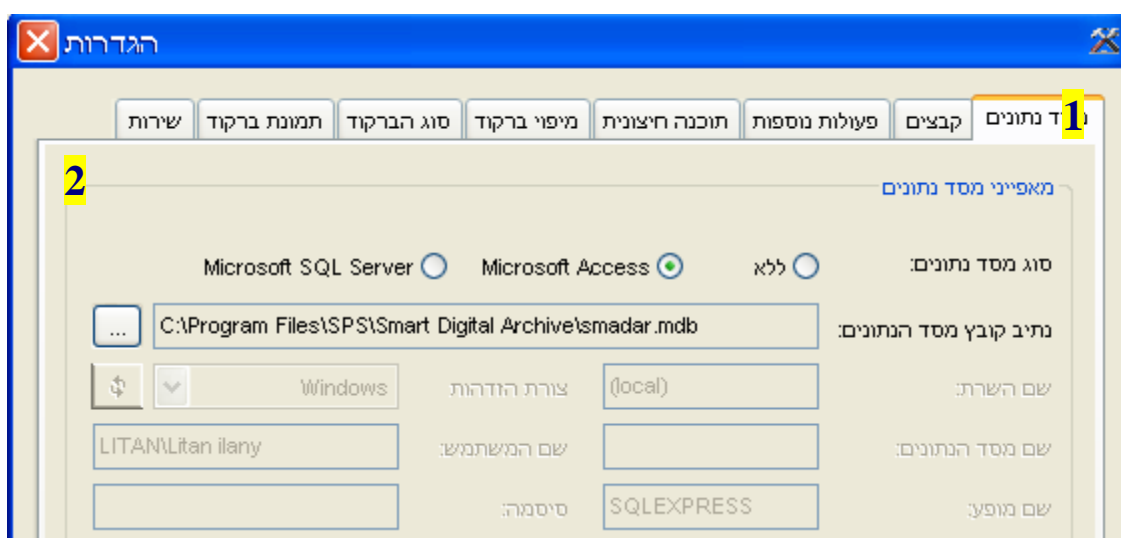 הגדרות
1 ד נתונים קבצים פעולות נוספות תוכנה חיצונית מיפוי ברקוד סוג הברקוד תמונת ברקוד שירות
מאפייני מסד נתונים 2
סוג מסד נתונים: ללא Microsoft Access Microsoft SQL Server
נתיב קובץ מסד הנתונים: C:\Program Files\SPS\Smart Digital Archive\smadar.mdb ...
שם השרת: (local) צורת הזדהות Windows
שם מסד הנתונים: שם המשתמש: LITAN\Litan ilany
שם מופע: SQLEXPRESS סיסמה: